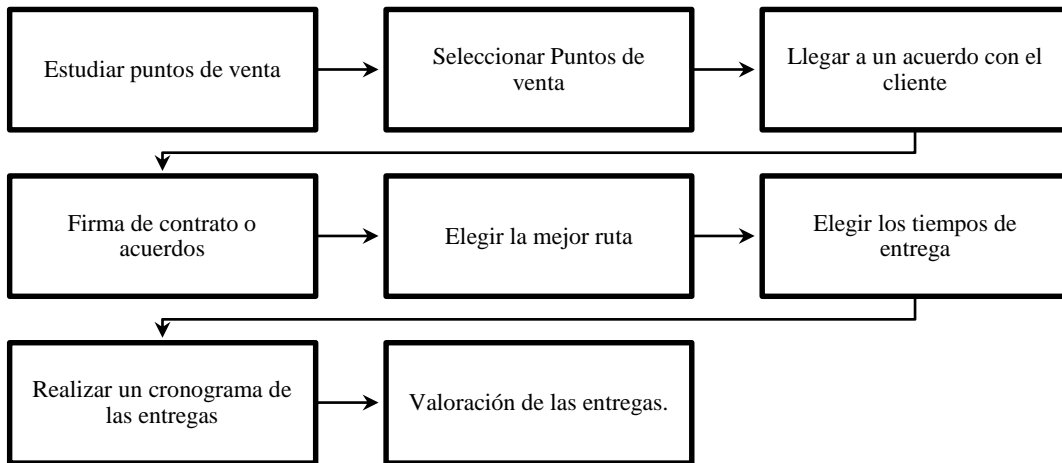 Estudiar puntos de venta
Seleccionar Puntos de
venta
Llegar a un acuerdo con el
cliente
Firma de contrato o
acuerdos
Elegir la mejor ruta
Elegir los tiempos de
entrega
Realizar un cronograma de
las entregas
Valoración de las entregas.